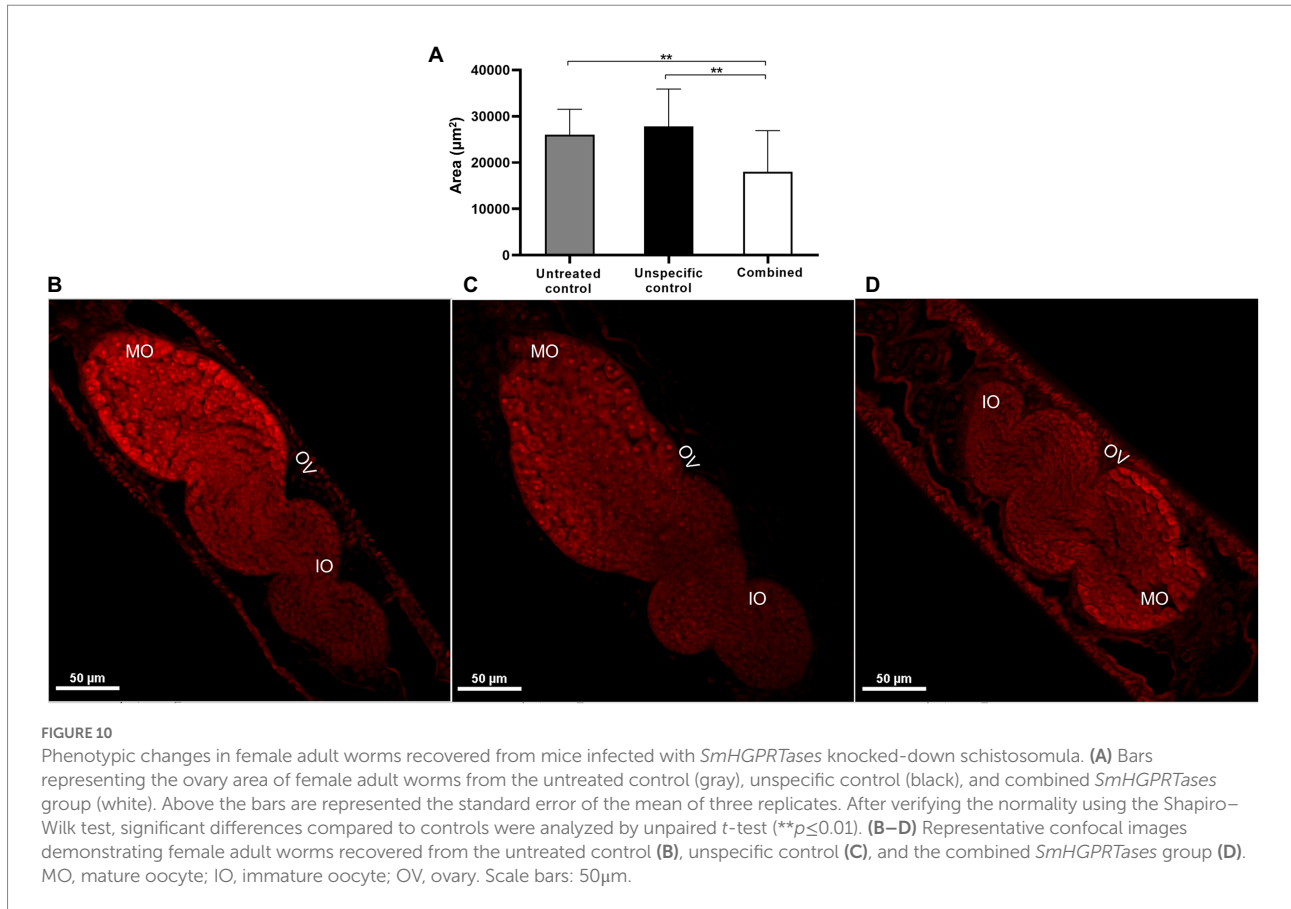 A
**
**
40000
30000
20000
10000
0
Area (µm²)
Untreated control
Unspecific control
Combined
B
MO
OV
IO
50 µm
C
MO
OV
IO
50 µm
D
IO
OV
MO
50 µm
FIGURE 10
Phenotypic changes in female adult worms recovered from mice infected with SmHGPRTases knocked-down schistosomula. (A) Bars
representing the ovary area of female adult worms from the untreated control (gray), unspecific control (black), and combined SmHGPRTases
group (white). Above the bars are represented the standard error of the mean of three replicates. After verifying the normality using the Shapiro–
Wilk test, significant differences compared to controls were analyzed by unpaired t-test (**p≤0.01). (B–D) Representative confocal images
demonstrating female adult worms recovered from the untreated control (B), unspecific control (C), and the combined SmHGPRTases group (D).
MO, mature oocyte; IO, immature oocyte; OV, ovary. Scale bars: 50µm.